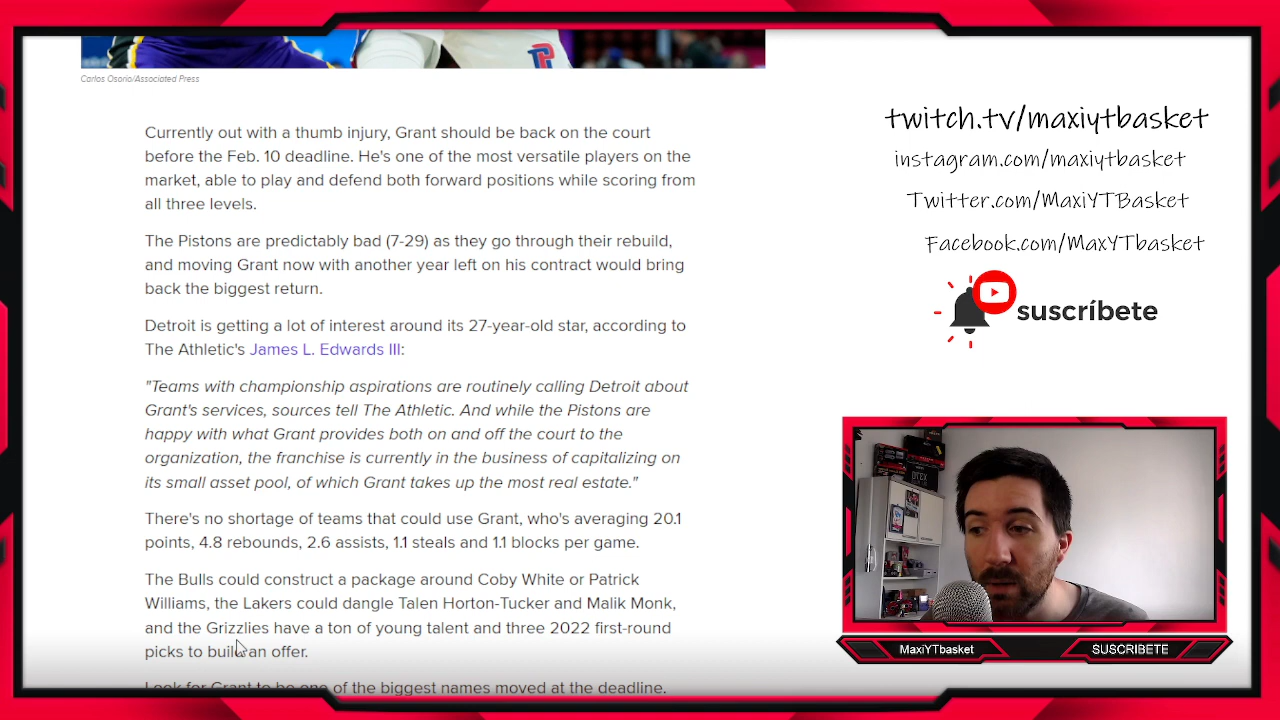 Carlos Osorio/Associated Press
Currently out with a thumb injury, Grant should be back on the court
before the Feb. 10 deadline. He's one of the most versatile players on the
market, able to play and defend both forward positions while scoring from
all three levels.
The Pistons are predictably bad (7-29) as they go through their rebuild,
and moving Grant now with another year left on his contract would bring
back the biggest return.
Detroit is getting a lot of interest around its 27-year-old star, according to
The Athletic's James L. Edwards III:
"Teams with championship aspirations are routinely calling Detroit about
Grant's services, sources tell The Athletic. And while the Pistons are
happy with what Grant provides both on and off the court to the
organization, the franchise is currently in the business of capitalizing on
its small asset pool, of which Grant takes up the most real estate."
There's no shortage of teams that could use Grant, who's averaging 20.1
points, 4.8 rebounds, 2.6 assists, 1.1 steals and 1.1 blocks per game.
The Bulls could construct a package around Coby White or Patrick
Williams, the Lakers could dangle Talen Horton-Tucker and Malik Monk,
and the Grizzlies have a ton of young talent and three 2022 first-round
picks to build an offer.
Look for Grant to be one of the biggest names moved at the deadline.
twitch.tv/maxiytbasket
instagram.com/maxiytbasket
Twitter.com/MaxiYTBasket
Facebook.com/MaxYTbasket
suscríbete
MaxiYTbasket
SUSCRIBETE